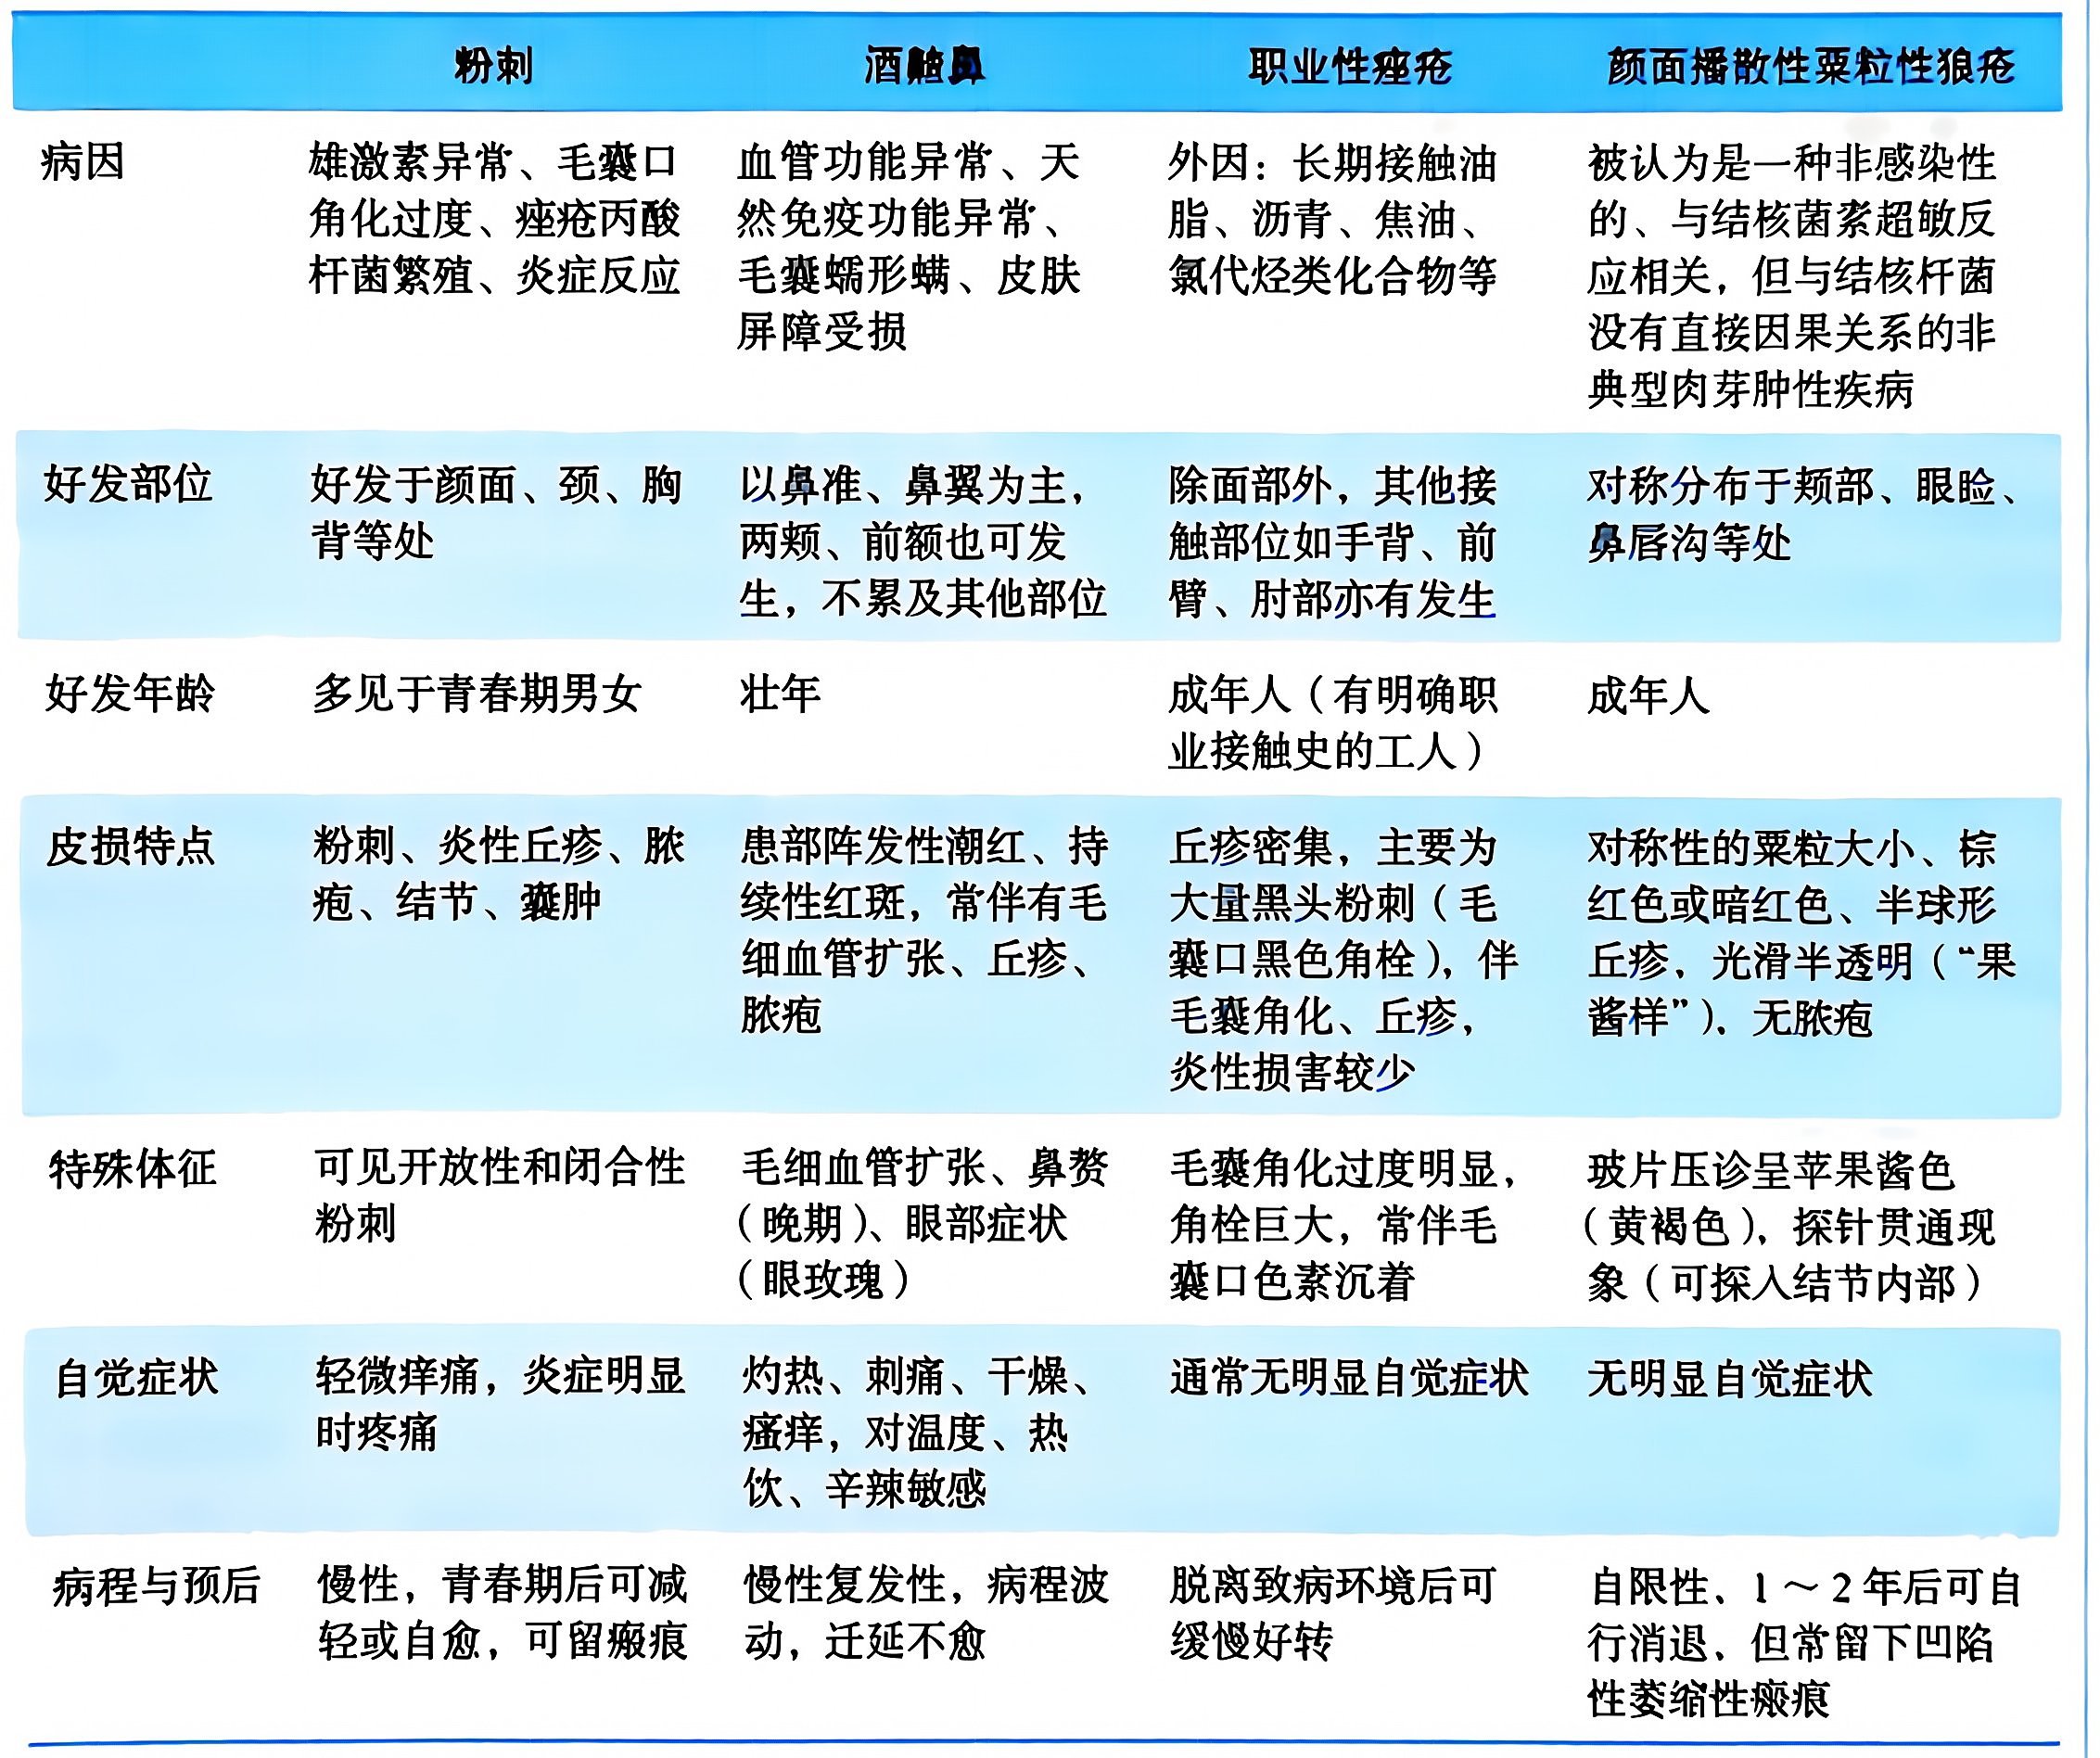 粉刺 酒齄鼻 职业性痤疮 颜面播散性粟粒性狼疮
病因
雄激素异常、毛囊口
角化过度、痤疮丙酸
杆菌繁殖、炎症反应
血管功能异常、天
然免疫功能异常、
毛囊蠕形螨、皮肤
屏障受损
外因：长期接触油
脂、沥青、焦油、
氯代烃类化合物等
被认为是一种非感染性
的、与结核菌素超敏反
应相关，但与结核杆菌
没有直接因果关系的非
典型肉芽肿性疾病
好发部位
好发于颜面、颈、胸
背等处
以鼻准、鼻翼为主，
两颊、前额也可发
生，不累及其他部位
除面部外，其他接
触部位如手背、前
臂、肘部亦有发生
对称分布于颊部、眼睑、
鼻唇沟等处
好发年龄
多见于青春期男女
壮年
成年人（有明确职
业接触史的工人）
成年人
皮损特点
粉刺、炎性丘疹、脓
疱、结节、囊肿
患部阵发性潮红、持
续性红斑，常伴有毛
细血管扩张、丘疹、
脓疱
丘疹密集，主要为
大量黑头粉刺（毛
囊口黑色角栓），伴
毛囊角化、丘疹，
炎性损害较少
对称性的粟粒大小、棕
红色或暗红色、半球形
丘疹，光滑半透明（“果
酱样”），无脓疱
特殊体征
可见开放性和闭合性
粉刺
毛细血管扩张、鼻赘
（晚期）、眼部症状
（眼玫瑰）
毛囊角化过度明显，
角栓巨大，常伴毛
囊口色素沉着
玻片压诊呈苹果酱色
（黄褐色），探针贯通现
象（可探入结节内部）
自觉症状
轻微痒痛，炎症明显
时疼痛
灼热、刺痛、干燥、
瘙痒，对温度、热
饮、辛辣敏感
通常无明显自觉症状
无明显自觉症状
病程与预后
慢性，青春期后可减
轻或自愈，可留瘢痕
慢性复发性，病程波
动，迁延不愈
脱离致病环境后可
缓慢好转
自限性、1～2年后可自
行消退、但常留下凹陷
性萎缩性瘢痕